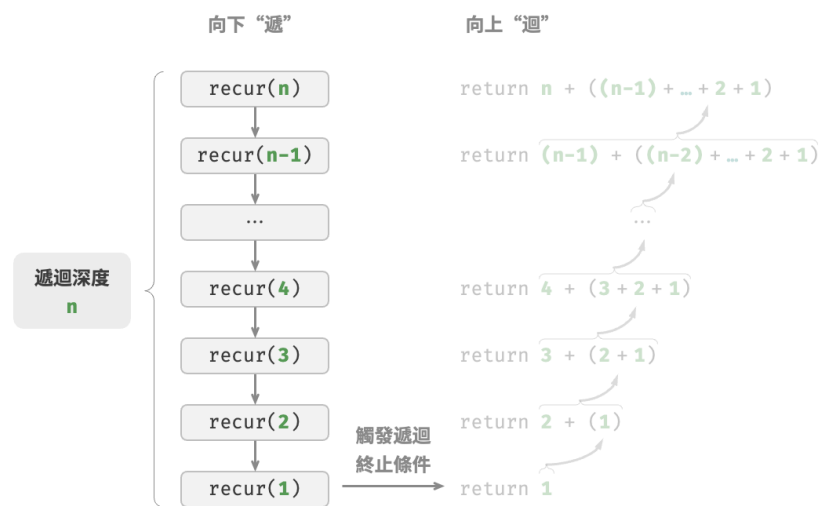 向下“遞”
向上“迴”
recur(n)
return n + ((n-1) + … + 2 + 1)
recur(n-1)
return (n-1) + ((n-2) + … + 2 + 1)
…
…
遞迴深度
n
recur(4)
return 4 + (3 + 2 + 1)
recur(3)
return 3 + (2 + 1)
recur(2)
return 2 + (1)
觸發遞迴
終止條件
recur(1)
return 1